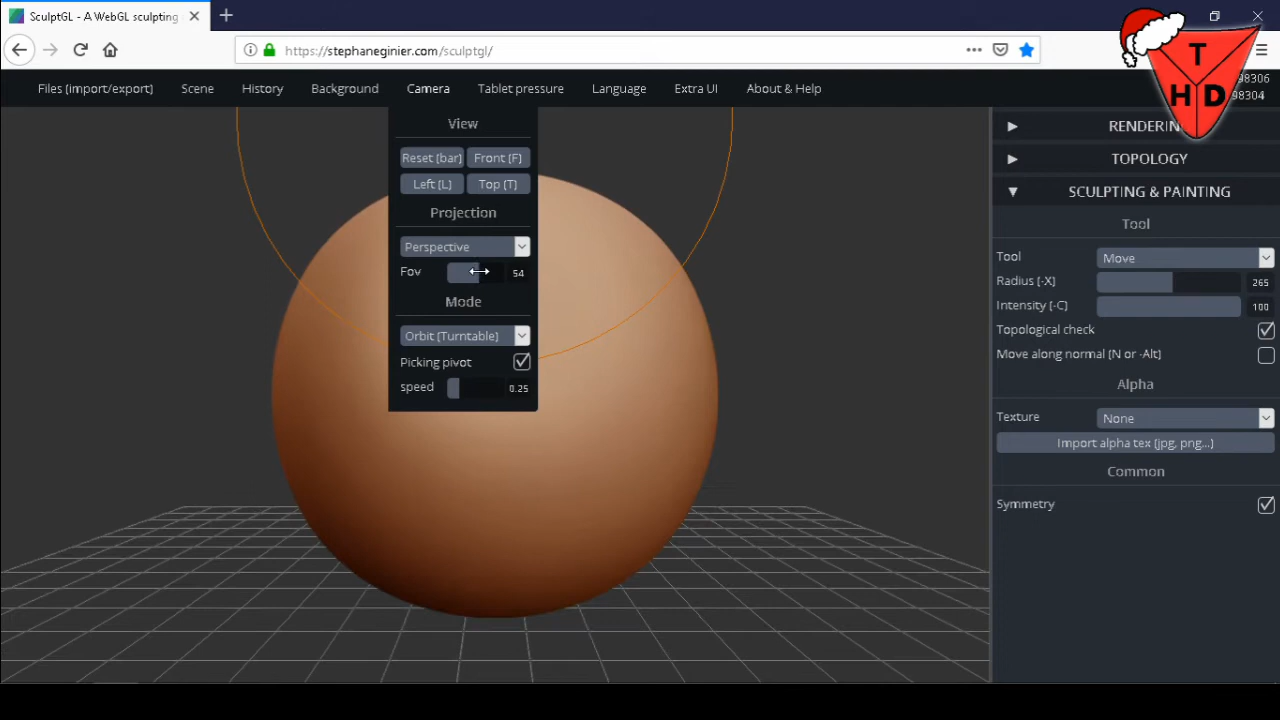 SculptGL - A WebGL sculpting
https://stephaneginier.com/sculptgl/
T
H D
Files (import/export) Scene History Background Camera Tablet pressure Language Extra UI About & Help
98306
98304
View
Reset (bar) Front (F)
Left (L) Top (T)
Projection
Perspective
Fov 54
Mode
Orbit (Turntable)
Picking pivot
speed 0.25
TOPOLOGY
SCULPTING & PAINTING
Tool
Tool Move
Radius (-X) 265
Intensity (-C) 100
Topological check
Move along normal (N or -Alt)
Alpha
Texture None
Import alpha tex (jpg, png...)
Common
Symmetry